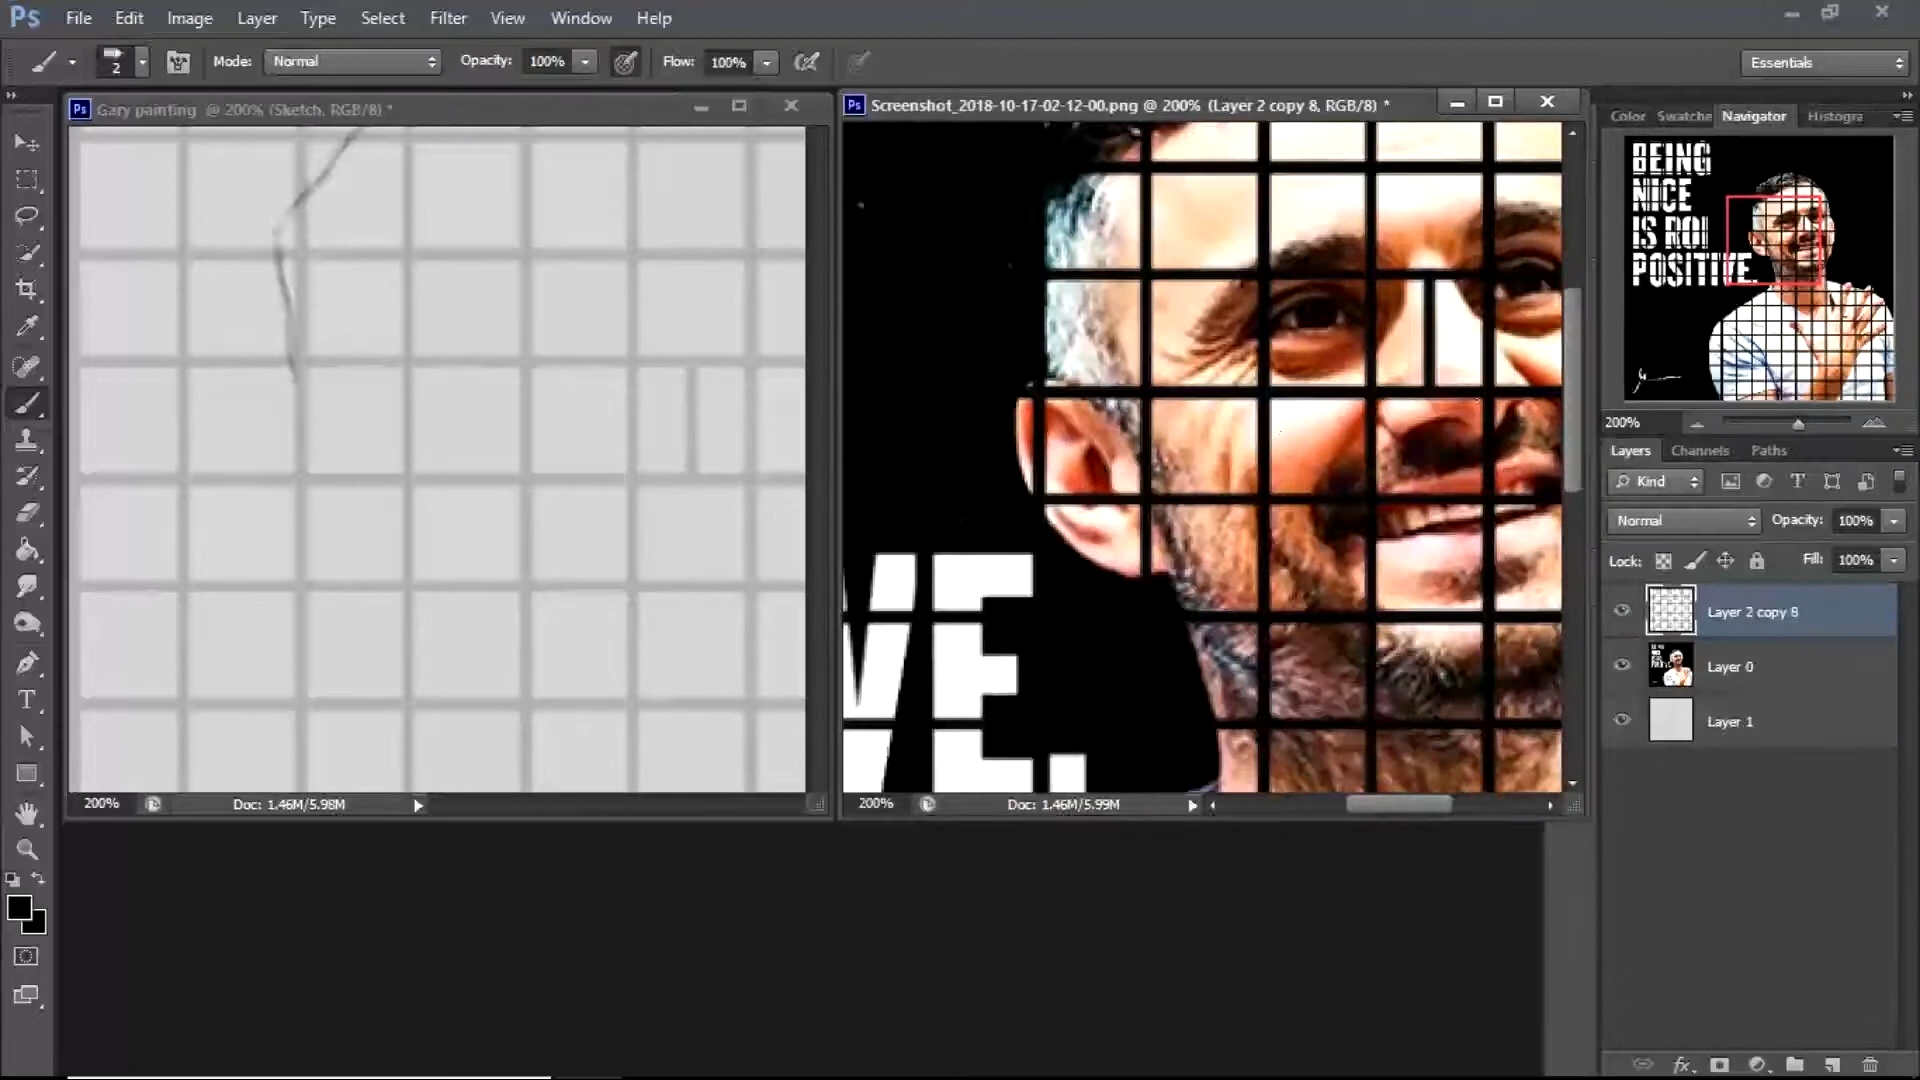 Ps File Edit Image Layer Type Select Filter View Window Help
2 Mode: Normal Opacity: 100% Flow: 100% Essentials
Ps Gary painting @ 200% (Sketch, RGB/8) *
Ps Screenshot_2018-10-17-02-12-00.png @ 200% (Layer 2 copy 8, RGB/8) *
Color Swatche Navigator Histogra
BEING
NICE
IS ROI
POSITIVE.
200%
Layers Channels Paths
Kind
Normal Opacity: 100%
Lock: Fill: 100%
Layer 2 copy 8
Layer 0
Layer 1
VE.
200% Doc: 1.46M/5.98M
200% Doc: 1.46M/5.99M